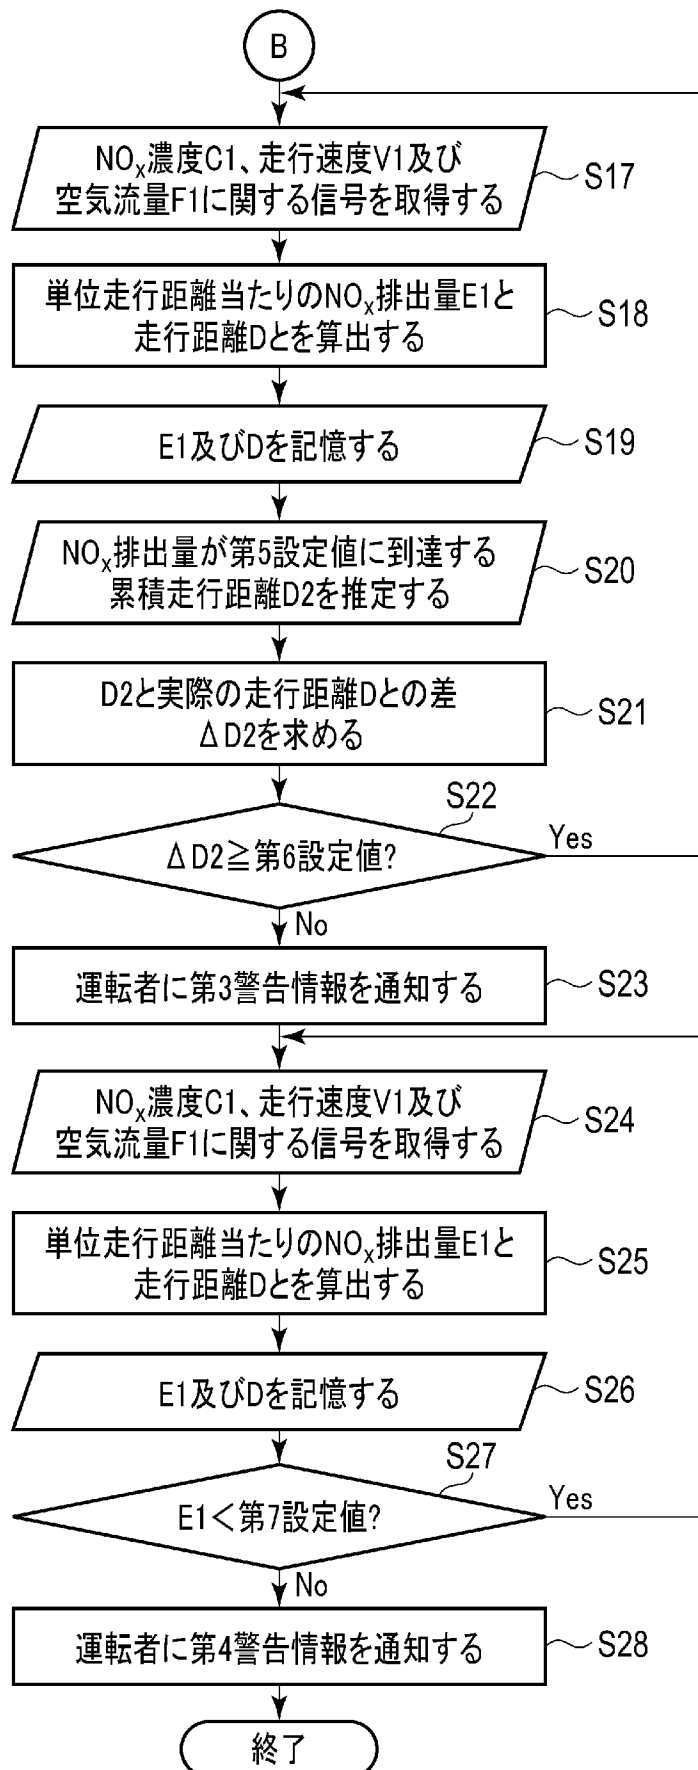 B
NOx濃度C1、走行速度V1及び
空気流量F1に関する信号を取得する
S17
単位走行距離当たりのNOx排出量E1と
走行距離Dとを算出する
S18
E1及びDを記憶する
S19
NOx排出量が第5設定値に到達する
累積走行距離D2を推定する
S20
D2と実際の走行距離Dとの差
ΔD2を求める
S21
S22
ΔD2≧第6設定値?
Yes
No
運転者に第3警告情報を通知する
S23
NOx濃度C1、走行速度V1及び
空気流量F1に関する信号を取得する
S24
単位走行距離当たりのNOx排出量E1と
走行距離Dとを算出する
S25
E1及びDを記憶する
S26
S27
E1<第7設定値?
Yes
No
運転者に第4警告情報を通知する
S28
終了